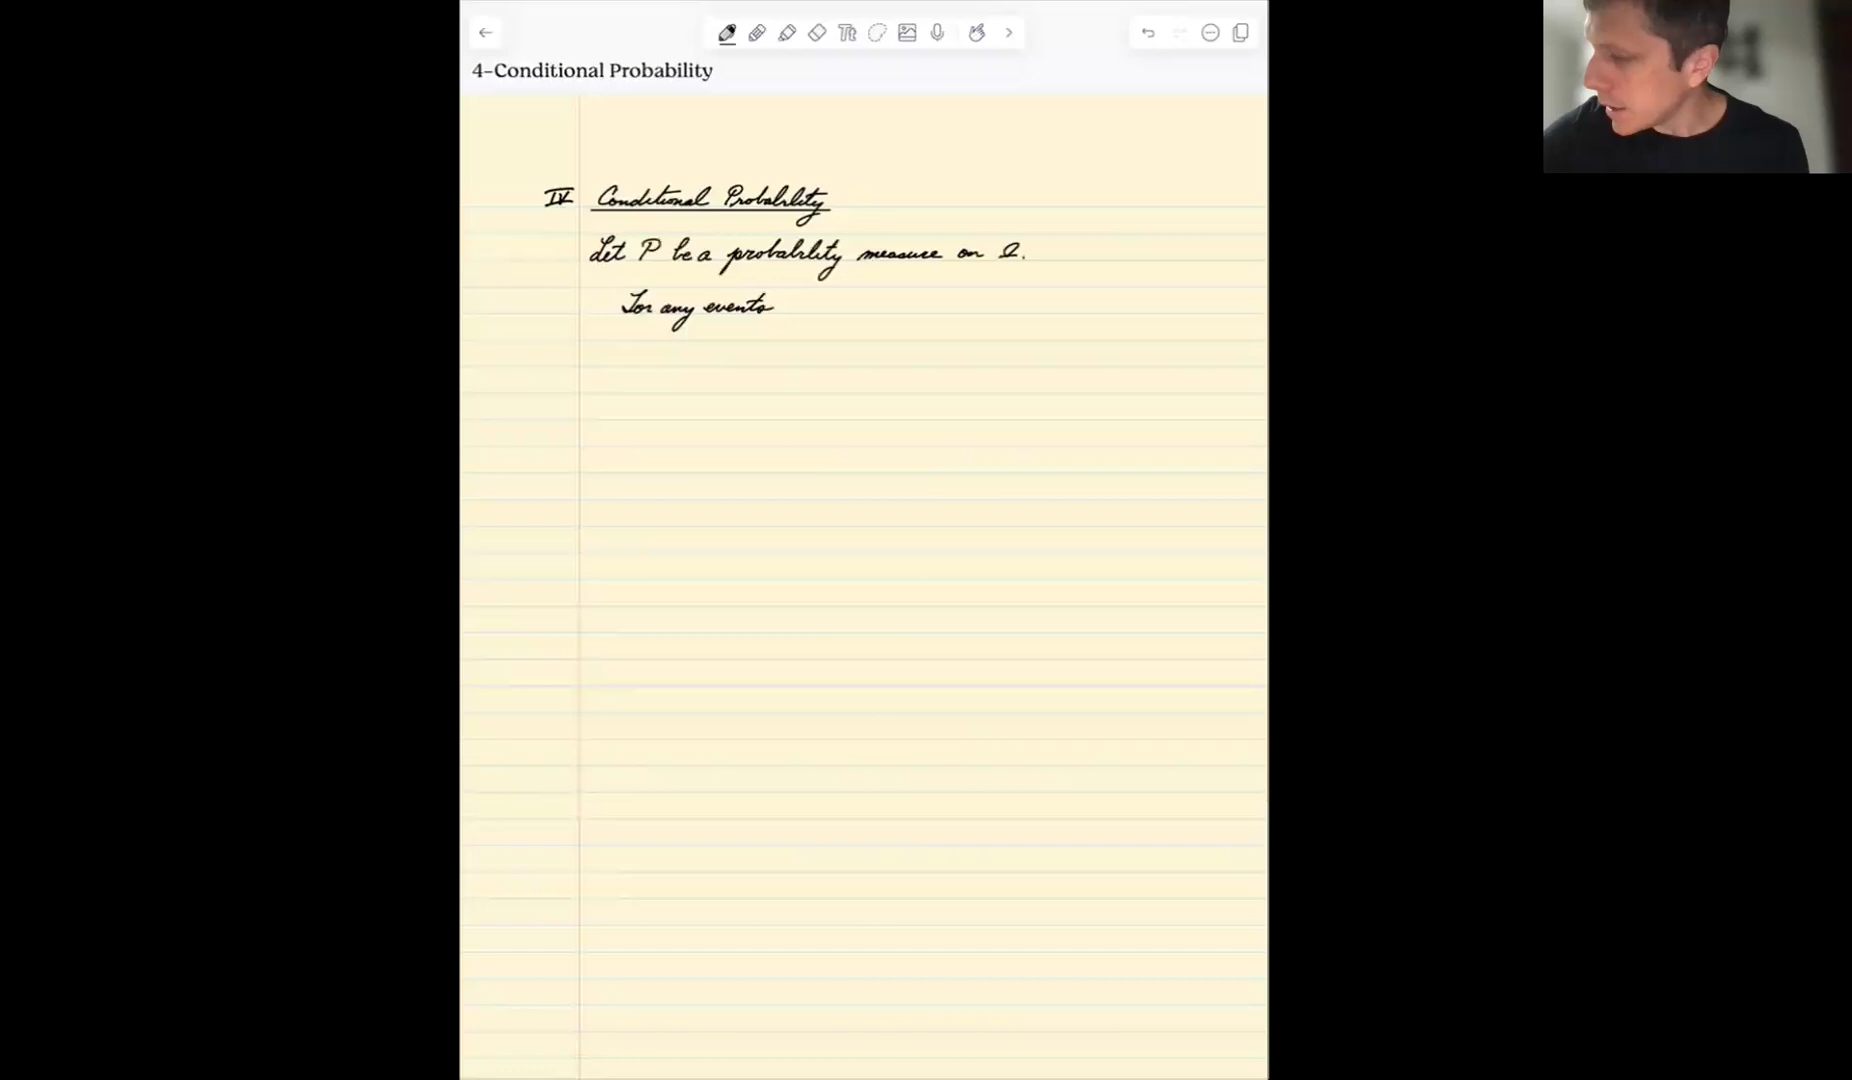 4-Conditional Probability
IV Conditional Probability
Let P be a probability measure on Ω.
For any events